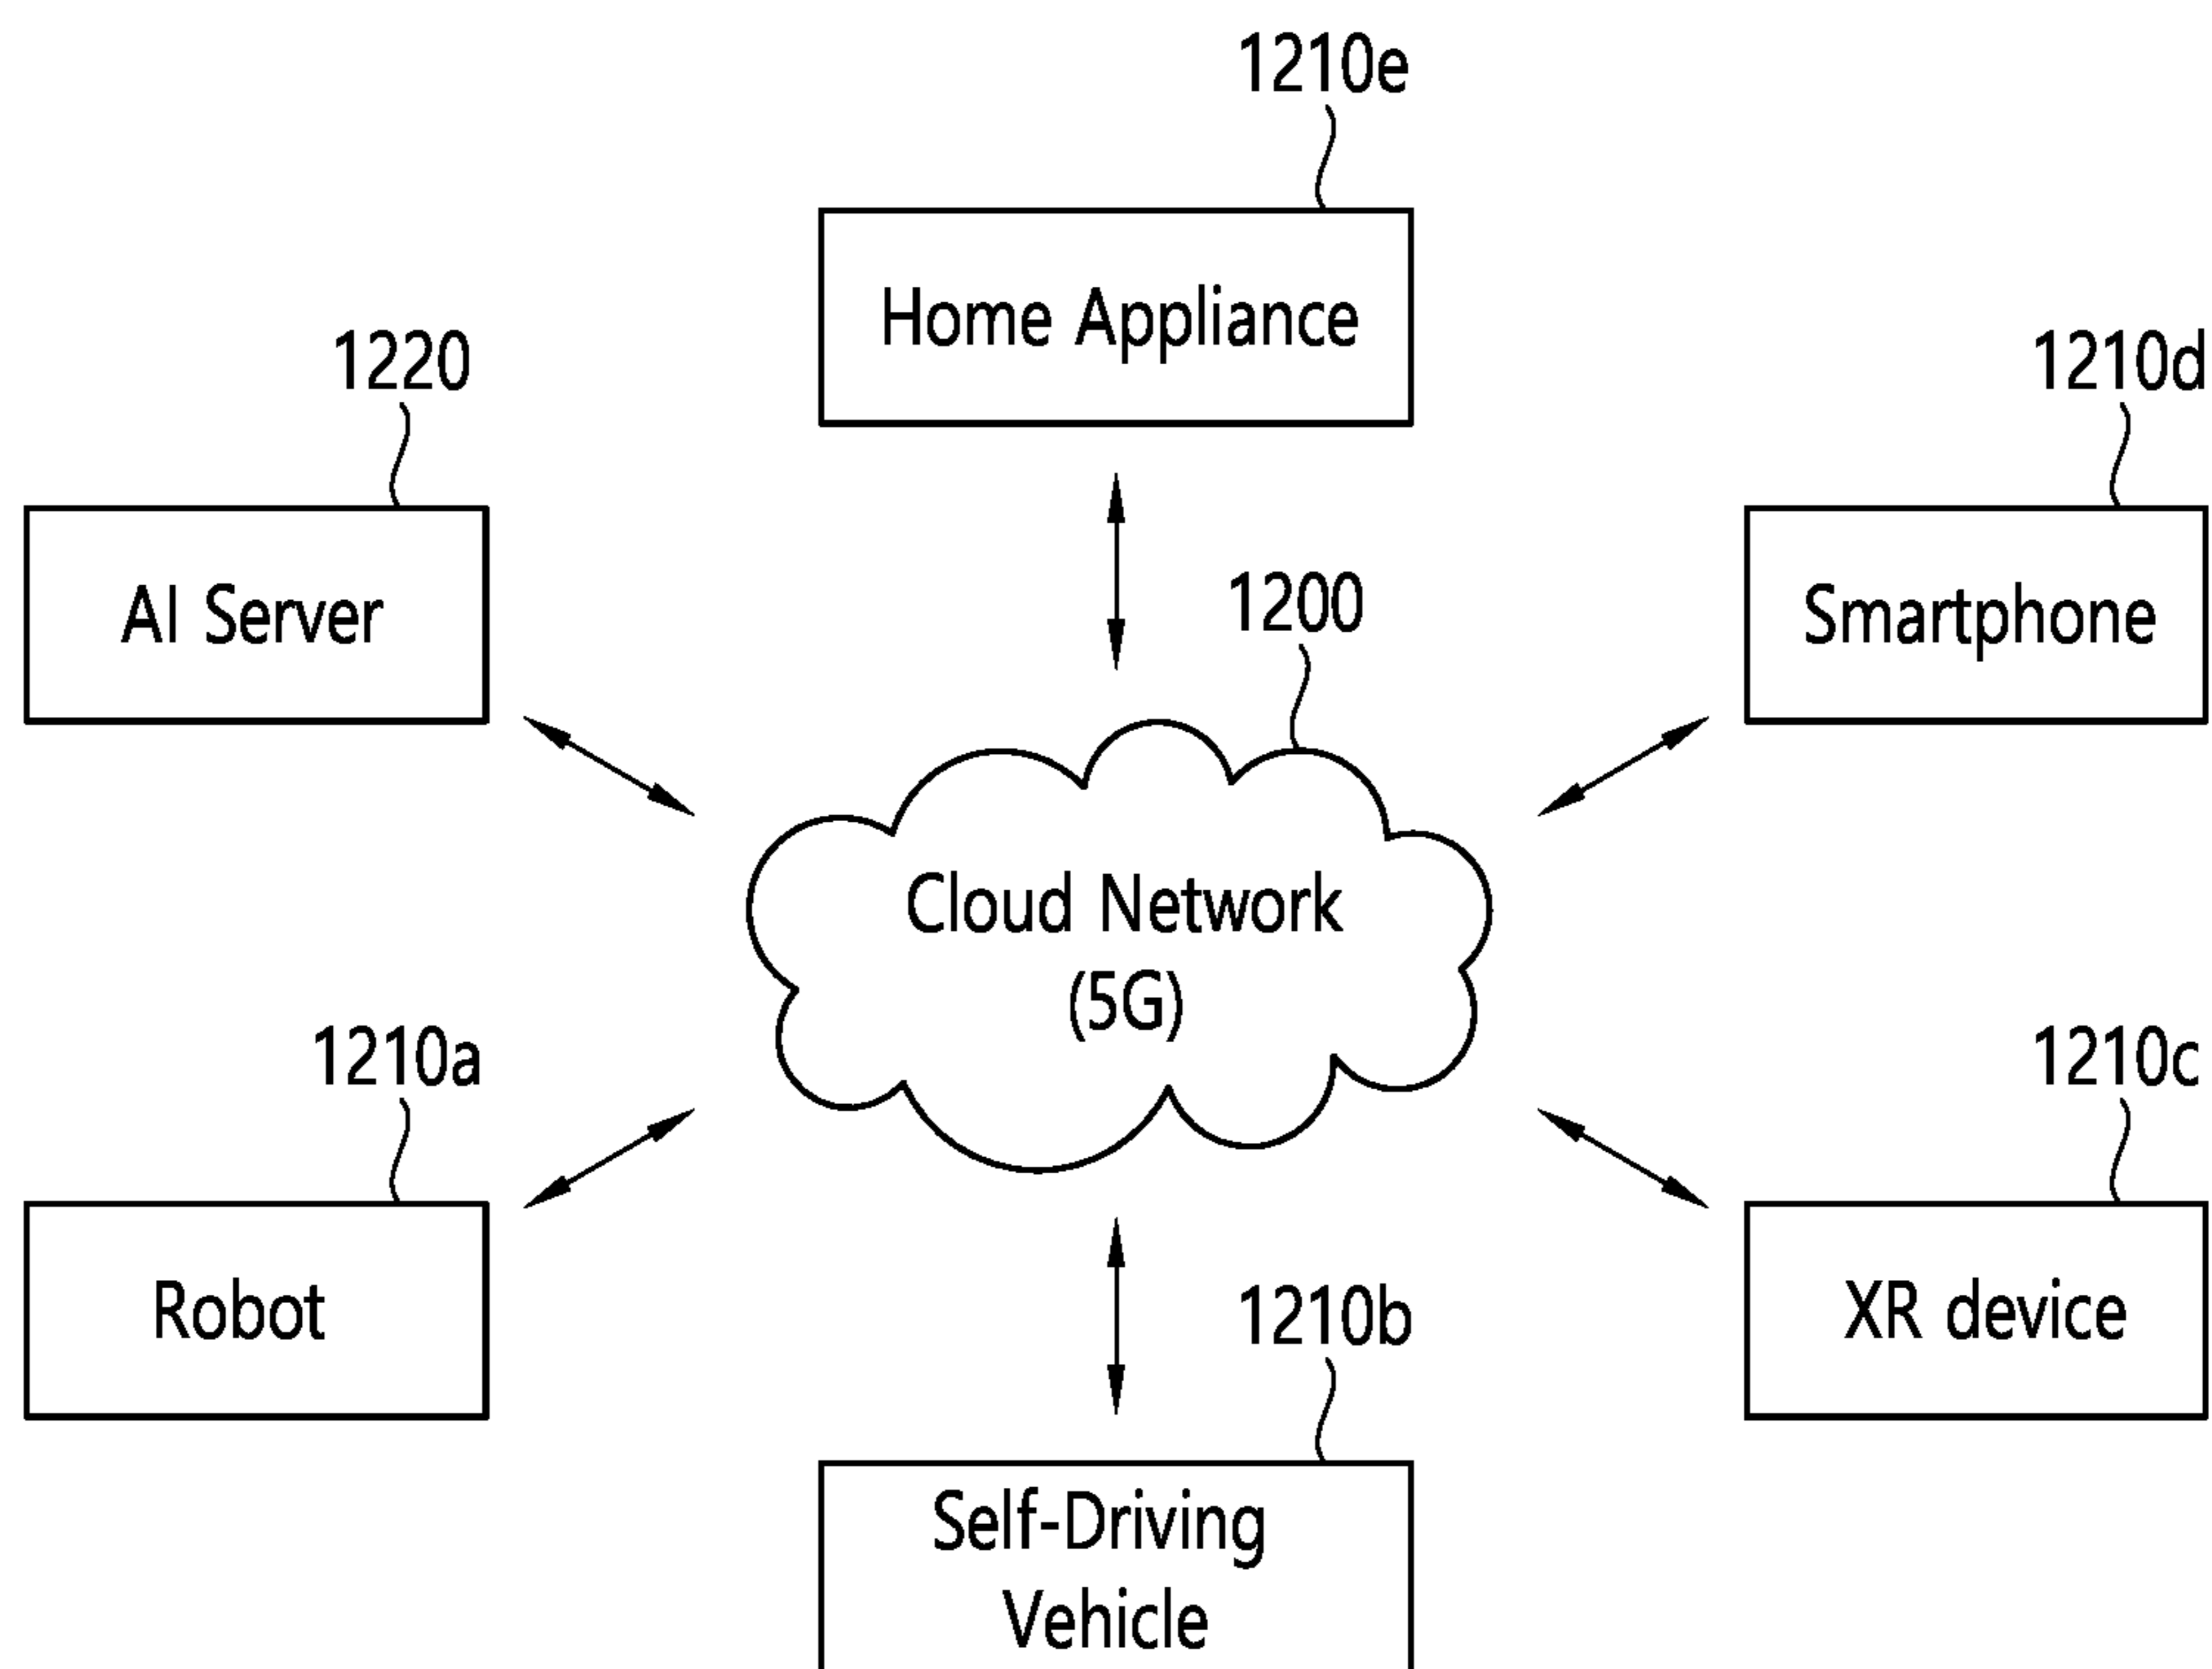 1210e
Home Appliance
1220
AI Server
1210d
Smartphone
1200
Cloud Network
(5G)
1210a
Robot
1210c
XR device
1210b
Self-Driving
Vehicle